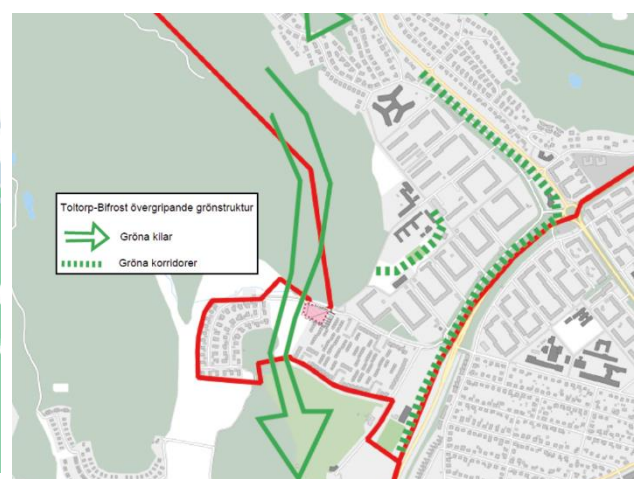 Toltorp-Bifrost övergripande grönstruktur
Gröna kilar
Gröna korridorer